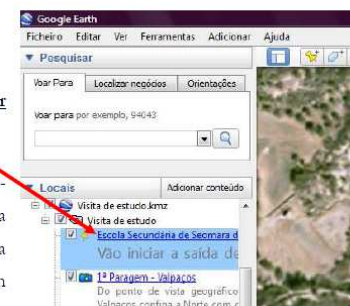 Google Earth
Ficheiro Editar Ver Ferramentas Adicionar Ajuda
Pesquisar
Voar Para Localizar negócios Orientações
Voar para por exemplo, 94043
Locais Adicionar conteúdo
Visita de estudo.kmz
Visita de estudo
Escola Secundária de Seomara d
Vão iniciar a saída de
1ª Paragem - Valpaços
Do ponto de vista geográfico
Valpaços confina a Norte com